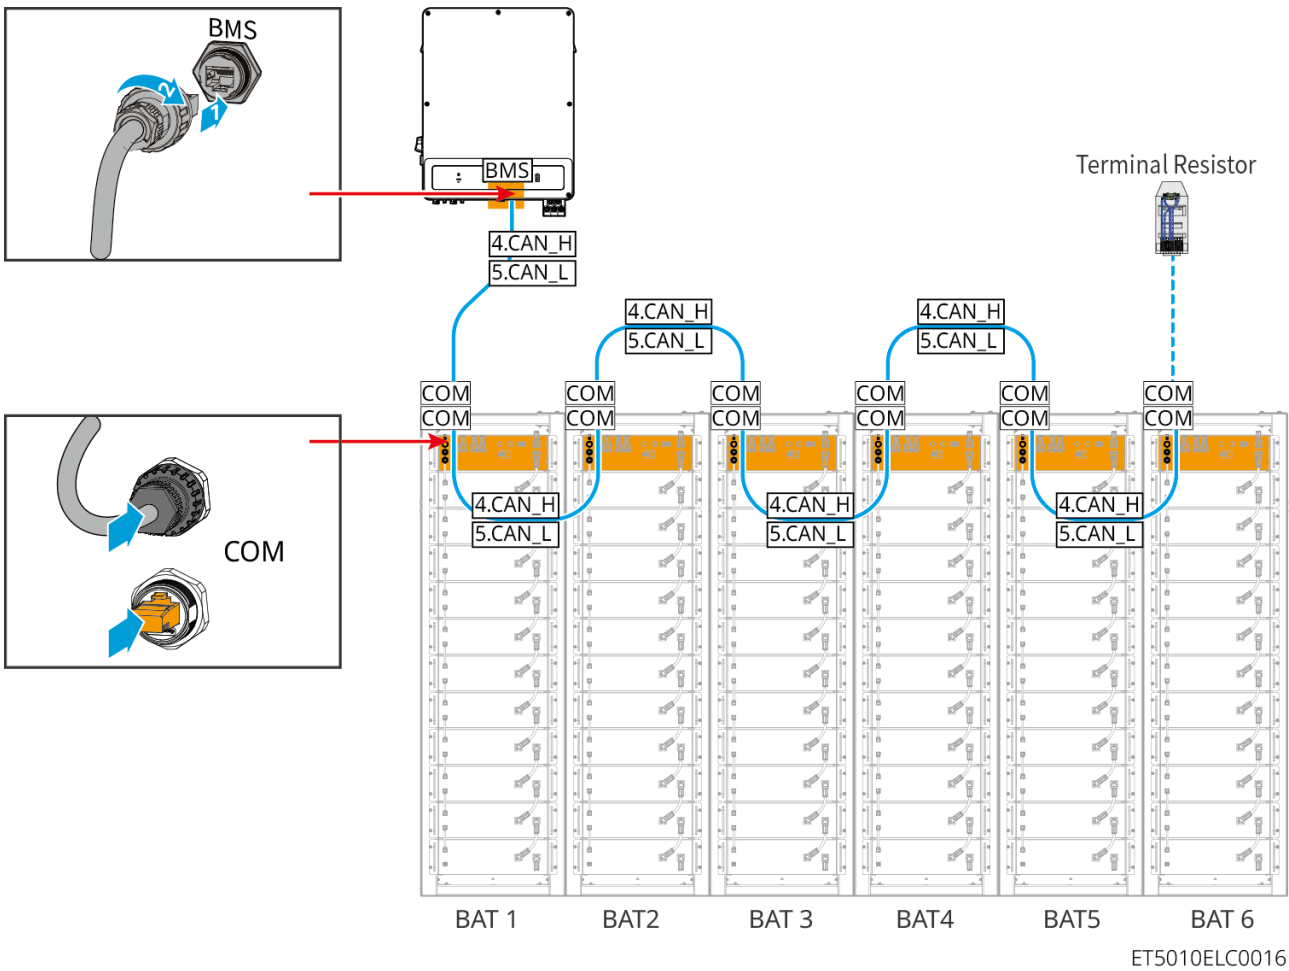 BMS
2
1
BMS
Terminal Resistor
4.CAN_H
5.CAN_L
4.CAN_H
5.CAN_L
4.CAN_H
5.CAN_L
COM COM COM COM COM COM
COM COM COM COM COM COM
4.CAN_H
5.CAN_L
4.CAN_H
5.CAN_L
4.CAN_H
5.CAN_L
COM
BAT 1 BAT2 BAT 3 BAT4 BAT5 BAT 6
ET5010ELC0016